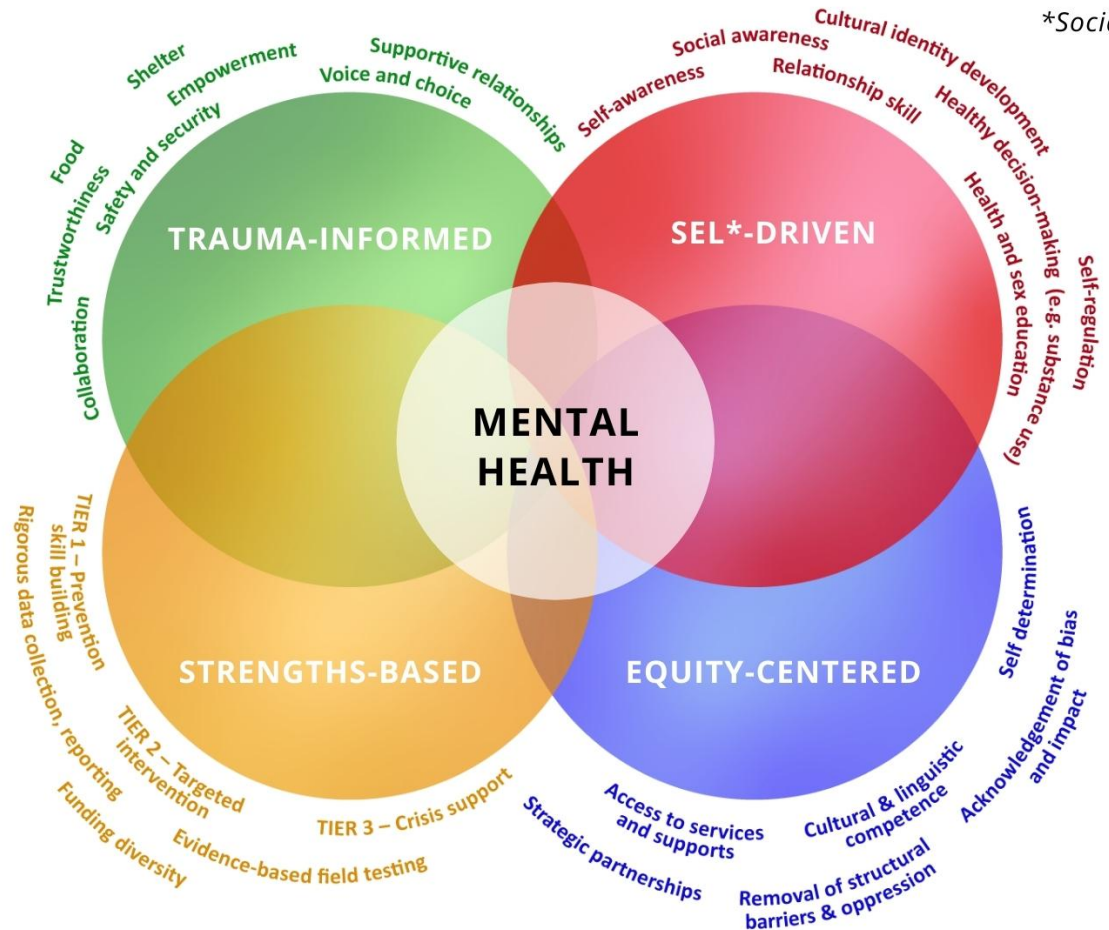 *Socie
Shelter
Empowerment
Supportive relationships
Voice and choice
Food
Safety and security
Trustworthiness
Collaboration
TRAUMA-INFORMED
Cultural identity development
Social awareness
Relationship skill
Self-awareness
Healthy decision-making (e.g. substance use)
Health and sex education
Self-regulation
SEL*-DRIVEN
MENTAL
HEALTH
STRENGTHS-BASED
TIER 1 – Prevention
skill building
Rigorous data collection, reporting
TIER 2 – Targeted
intervention
Funding diversity
TIER 3 – Crisis support
Evidence-based field testing
EQUITY-CENTERED
Self determination
Acknowledgement of bias
and impact
Cultural & linguistic
competence
Access to services
and supports
Strategic partnerships
Removal of structural
barriers & oppression